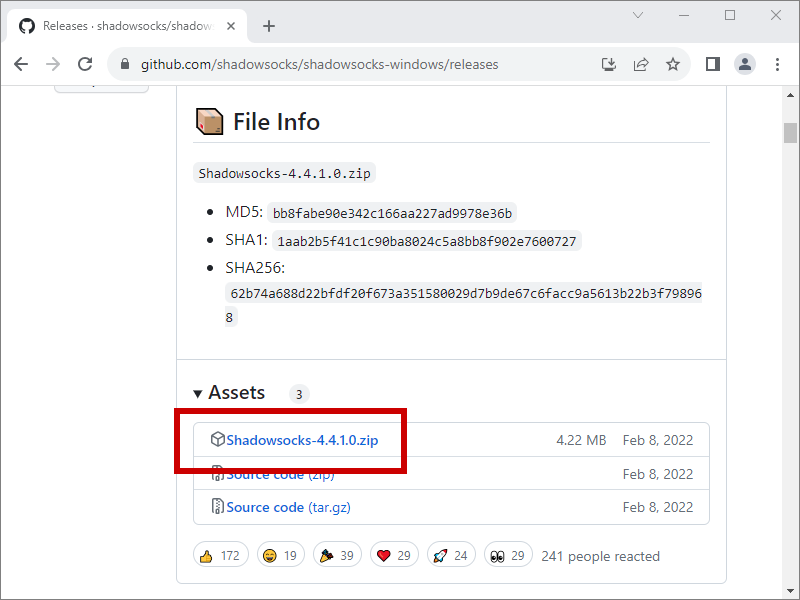 Releases · shadowsocks/shadow
github.com/shadowsocks/shadowsocks-windows/releases
File Info
Shadowsocks-4.4.1.0.zip
MD5: bb8fabe90e342c166aa227ad9978e36b
SHA1: 1aab2b5f41c1c90ba8024c5a8bb8f902e7600727
SHA256:
62b74a688d22bfdf20f673a351580029d7b9de67c6facc9a5613b22b3f79896
8
Assets 3
Shadowsocks-4.4.1.0.zip 4.22 MB Feb 8, 2022
Source code (zip) Feb 8, 2022
Source code (tar.gz) Feb 8, 2022
172 19 39 29 24 29 241 people reacted